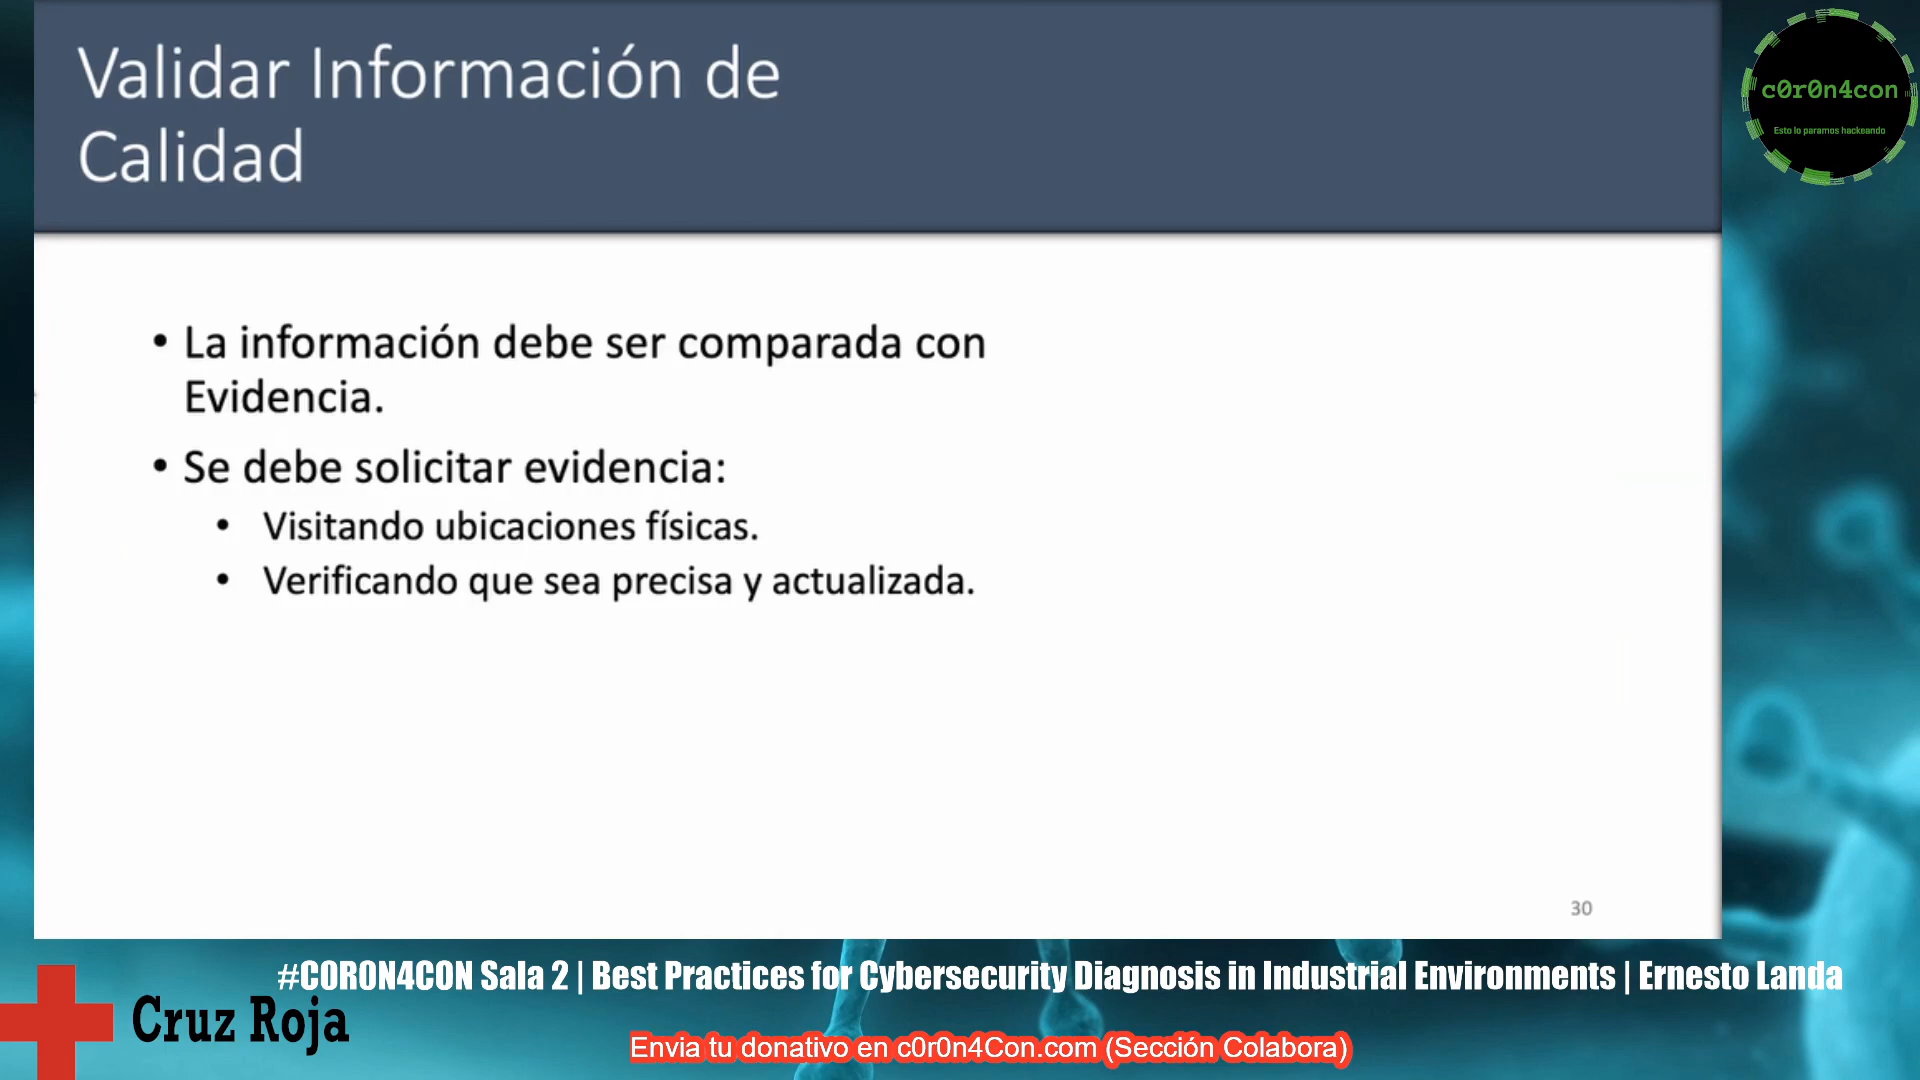 Validar Información de
Calidad
c0r0n4con
Esto lo paramos hackeando
• La información debe ser comparada con
Evidencia.
• Se debe solicitar evidencia:
• Visitando ubicaciones físicas.
• Verificando que sea precisa y actualizada.
30
#CORON4CON Sala 2 | Best Practices for Cybersecurity Diagnosis in Industrial Environments | Ernesto Landa
Cruz Roja
Envia tu donativo en c0r0n4Con.com (Sección Colabora)